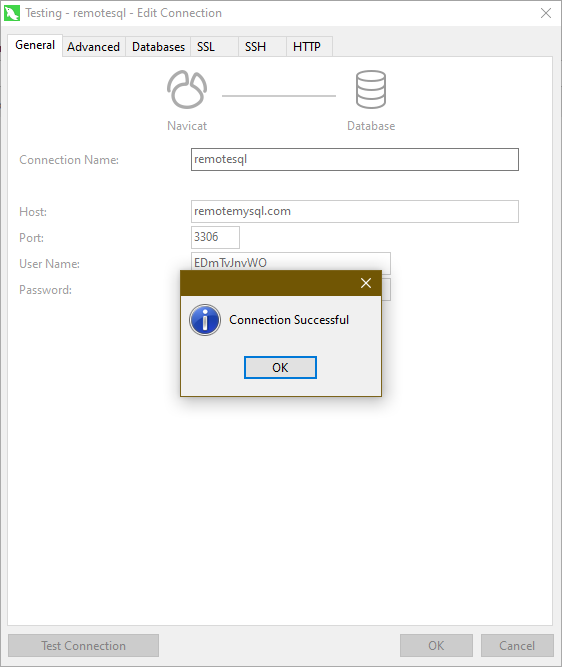 Testing - remotesql - Edit Connection
General Advanced Databases SSL SSH HTTP
Navicat Database
Connection Name: remotesql
Host: remotemysql.com
Port: 3306
User Name: EDmTvJnvWO
Password:
Connection Successful
OK
Test Connection OK Cancel